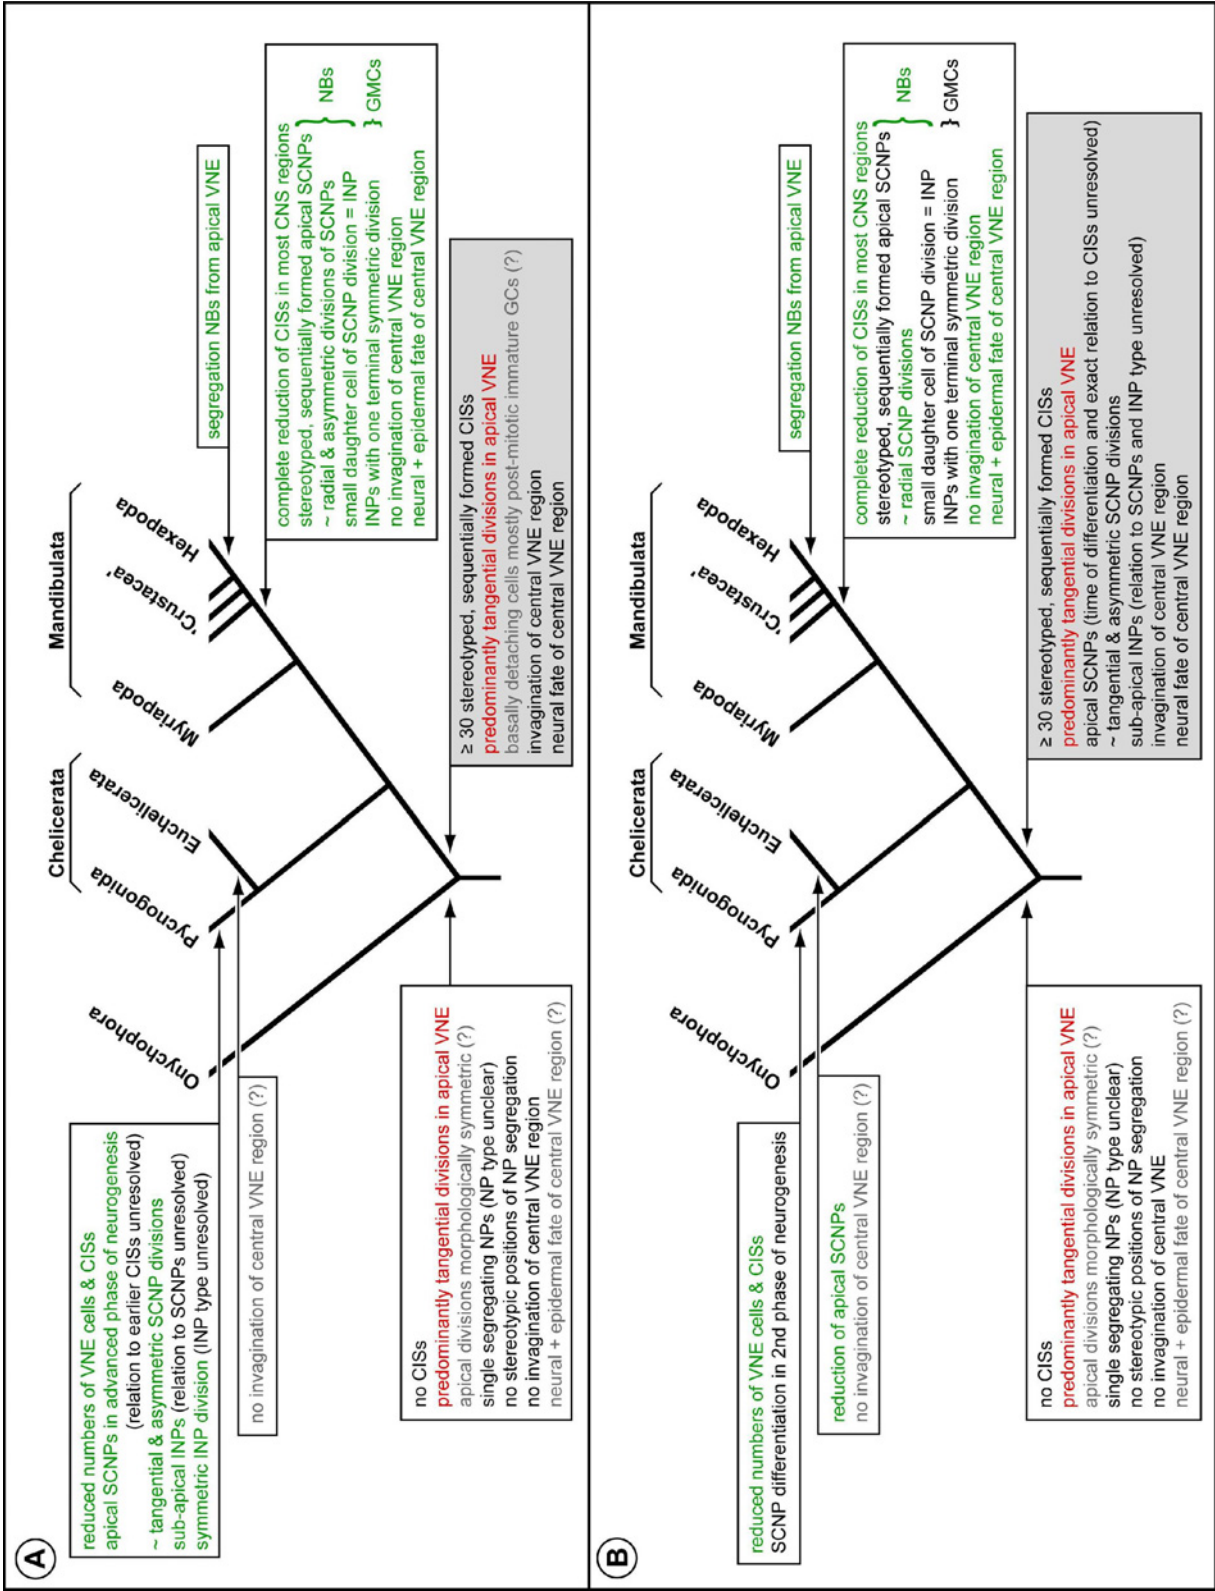 A
Chelicerata
Mandibulata
Onychophora
Pycnogonida
Euchelicerata
Myriapoda
'Crustacea'
Hexapoda
reduced numbers of VNE cells & CISs
apical SCNPs in advanced phase of neurogenesis
(relation to earlier CISs unresolved)
~ tangential & asymmetric SCNP divisions
sub-apical INPs (relation to SCNPs unresolved)
symmetric INP division (INP type unresolved)
no invagination of central VNE region (?)
no CISs
predominantly tangential divisions in apical VNE
apical divisions morphologically symmetric (?)
single segregating NPs (NP type unclear)
no stereotypic positions of NP segregation
no invagination of central VNE region
neural + epidermal fate of central VNE region (?)
segregation NBs from apical VNE
complete reduction of CISs in most CNS regions
stereotyped, sequentially formed apical SCNPs
~ radial & asymmetric divisions of SCNPs
} NBs
small daughter cell of SCNP division = INP
INPs with one terminal symmetric division
} GMCs
no invagination of central VNE region
neural + epidermal fate of central VNE region
≥ 30 stereotyped, sequentially formed CISs
predominantly tangential divisions in apical VNE
basally detaching cells mostly post-mitotic immature GCs (?)
invagination of central VNE region
neural fate of central VNE region
B
Chelicerata
Mandibulata
Onychophora
Pycnogonida
Euchelicerata
Myriapoda
'Crustacea'
Hexapoda
reduced numbers of VNE cells & CISs
SCNP differentiation in 2nd phase of neurogenesis
reduction of apical SCNPs
no invagination of central VNE region (?)
no CISs
predominantly tangential divisions in apical VNE
apical divisions morphologically symmetric (?)
single segregating NPs (NP type unclear)
no stereotypic positions of NP segregation
no invagination of central VNE
neural + epidermal fate of central VNE region (?)
segregation NBs from apical VNE
complete reduction of CISs in most CNS regions
stereotyped, sequentially formed apical SCNPs
~ radial SCNP divisions
} NBs
small daughter cell of SCNP division = INP
INPs with one terminal symmetric division
} GMCs
no invagination of central VNE region
neural + epidermal fate of central VNE region
≥ 30 stereotyped, sequentially formed CISs
predominantly tangential divisions in apical VNE
apical SCNPs (time of differentiation and exact relation to CISs unresolved)
~ tangential & asymmetric SCNP divisions
sub-apical INPs (relation to SCNPs and INP type unresolved)
invagination of central VNE region
neural fate of central VNE region